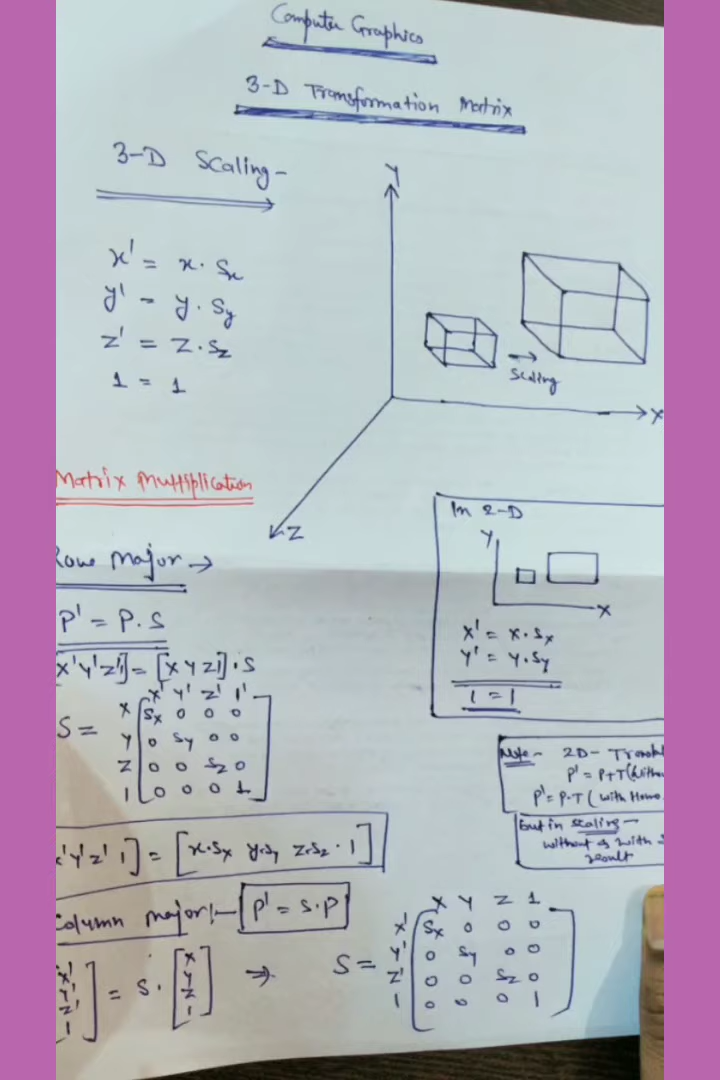 Computer Graphics
3-D Transformation Matrix
3-D Scaling-
x' = x. Sx
y' = y. Sy
z' = z. Sz
1 = 1
Y
X
Z
Scaling
Matrix Multiplication
Row Major →
P' = P. S
[X' Y' Z' 1] = [X Y Z 1]. S
X' Y' Z' 1'
S =
X Sx 0 0 0
Y 0 Sy 0 0
Z 0 0 Sz 0
1 0 0 0 1
x' y' z' 1] = [x.Sx y.Sy z.Sz . 1]
Column major:- P' = S.P
X'
Y'
Z'
1
= S.
X
Y
Z
1
⇒
S =
X Y Z 1
X' Sx 0 0 0
Y' 0 Sy 0 0
Z' 0 0 Sz 0
1 0 0 0 1
In 2-D
Y
X
X' = X. Sx
Y' = Y. Sy
1 = 1
Note- 2D-
P' = P+T
P' = P.T ( with Homo.
But in Scaling-
without & with
result